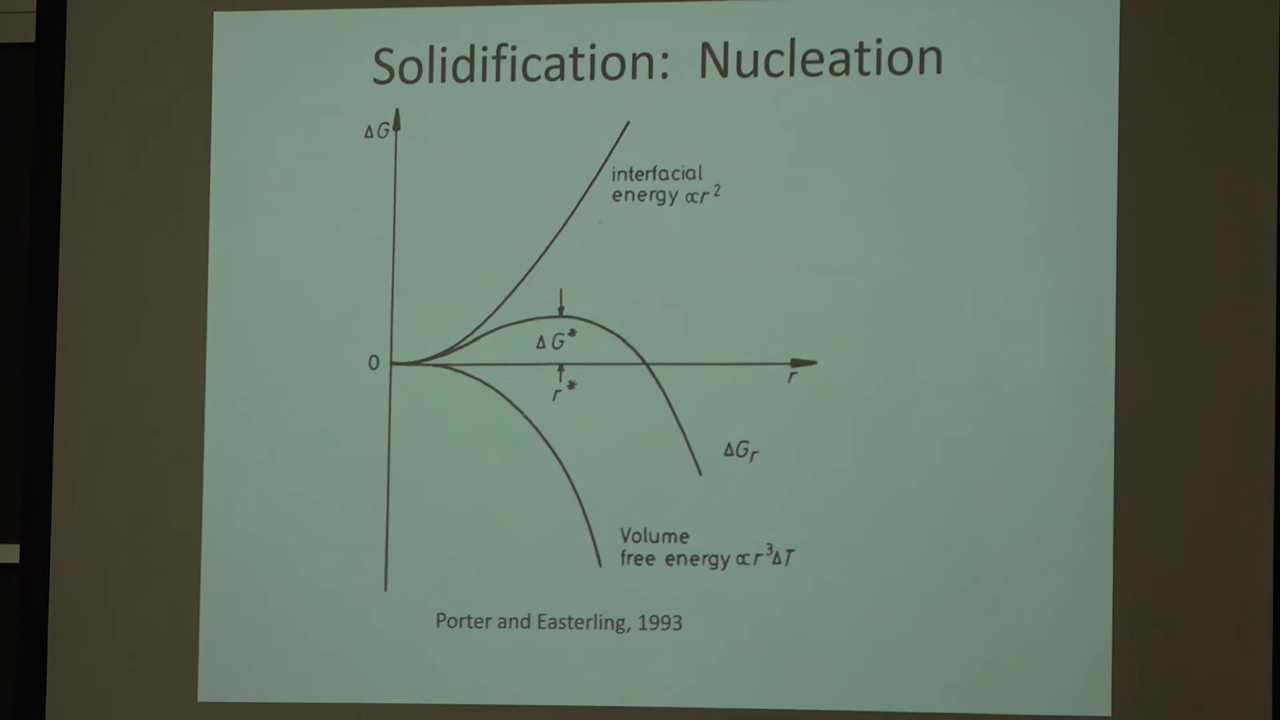 Solidification: Nucleation
ΔG
interfacial
energy ∝r²
ΔG*
0
r*
r
ΔGr
Volume
free energy ∝r³ΔT
Porter and Easterling, 1993